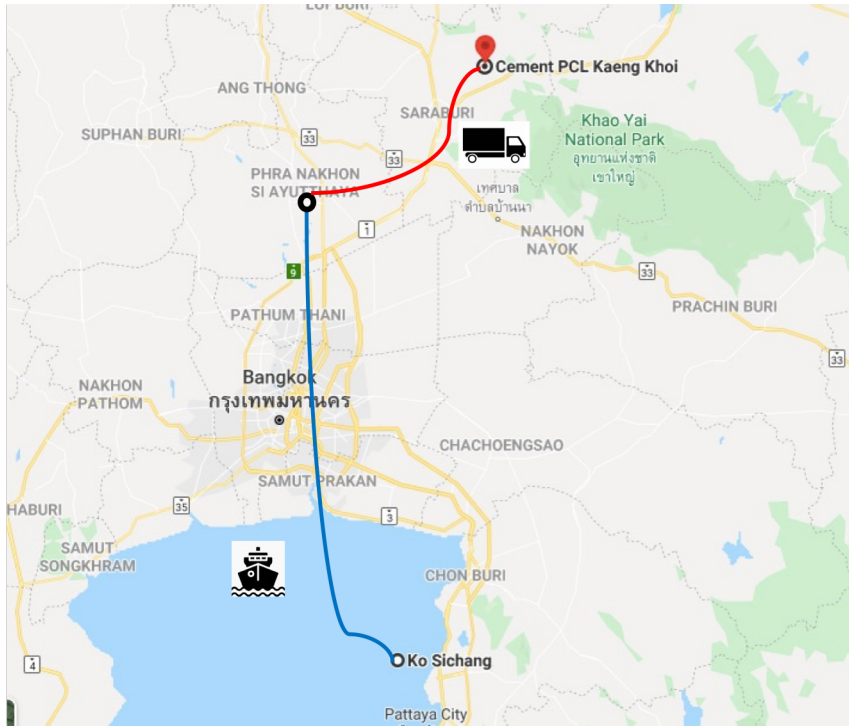 LOP BURI
Cement PCL Kaeng Khoi
ANG THONG
SARABURI
Khao Yai
National Park
อุทยานแห่งชาติ
เขาใหญ่
SUPHAN BURI
33
33
PHRA NAKHON
SI AYUTTHAYA
เทศบาล
ตำบลบ้านนา
1
NAKHON
NAYOK
9
33
PATHUM THANI
PRACHIN BURI
33
Bangkok
กรุงเทพมหานคร
NAKHON
PATHOM
CHACHOENGSAO
SAMUT PRAKAN
HABURI
35
3
SAMUT
SONGKHRAM
CHON BURI
4
Ko Sichang
Pattaya City